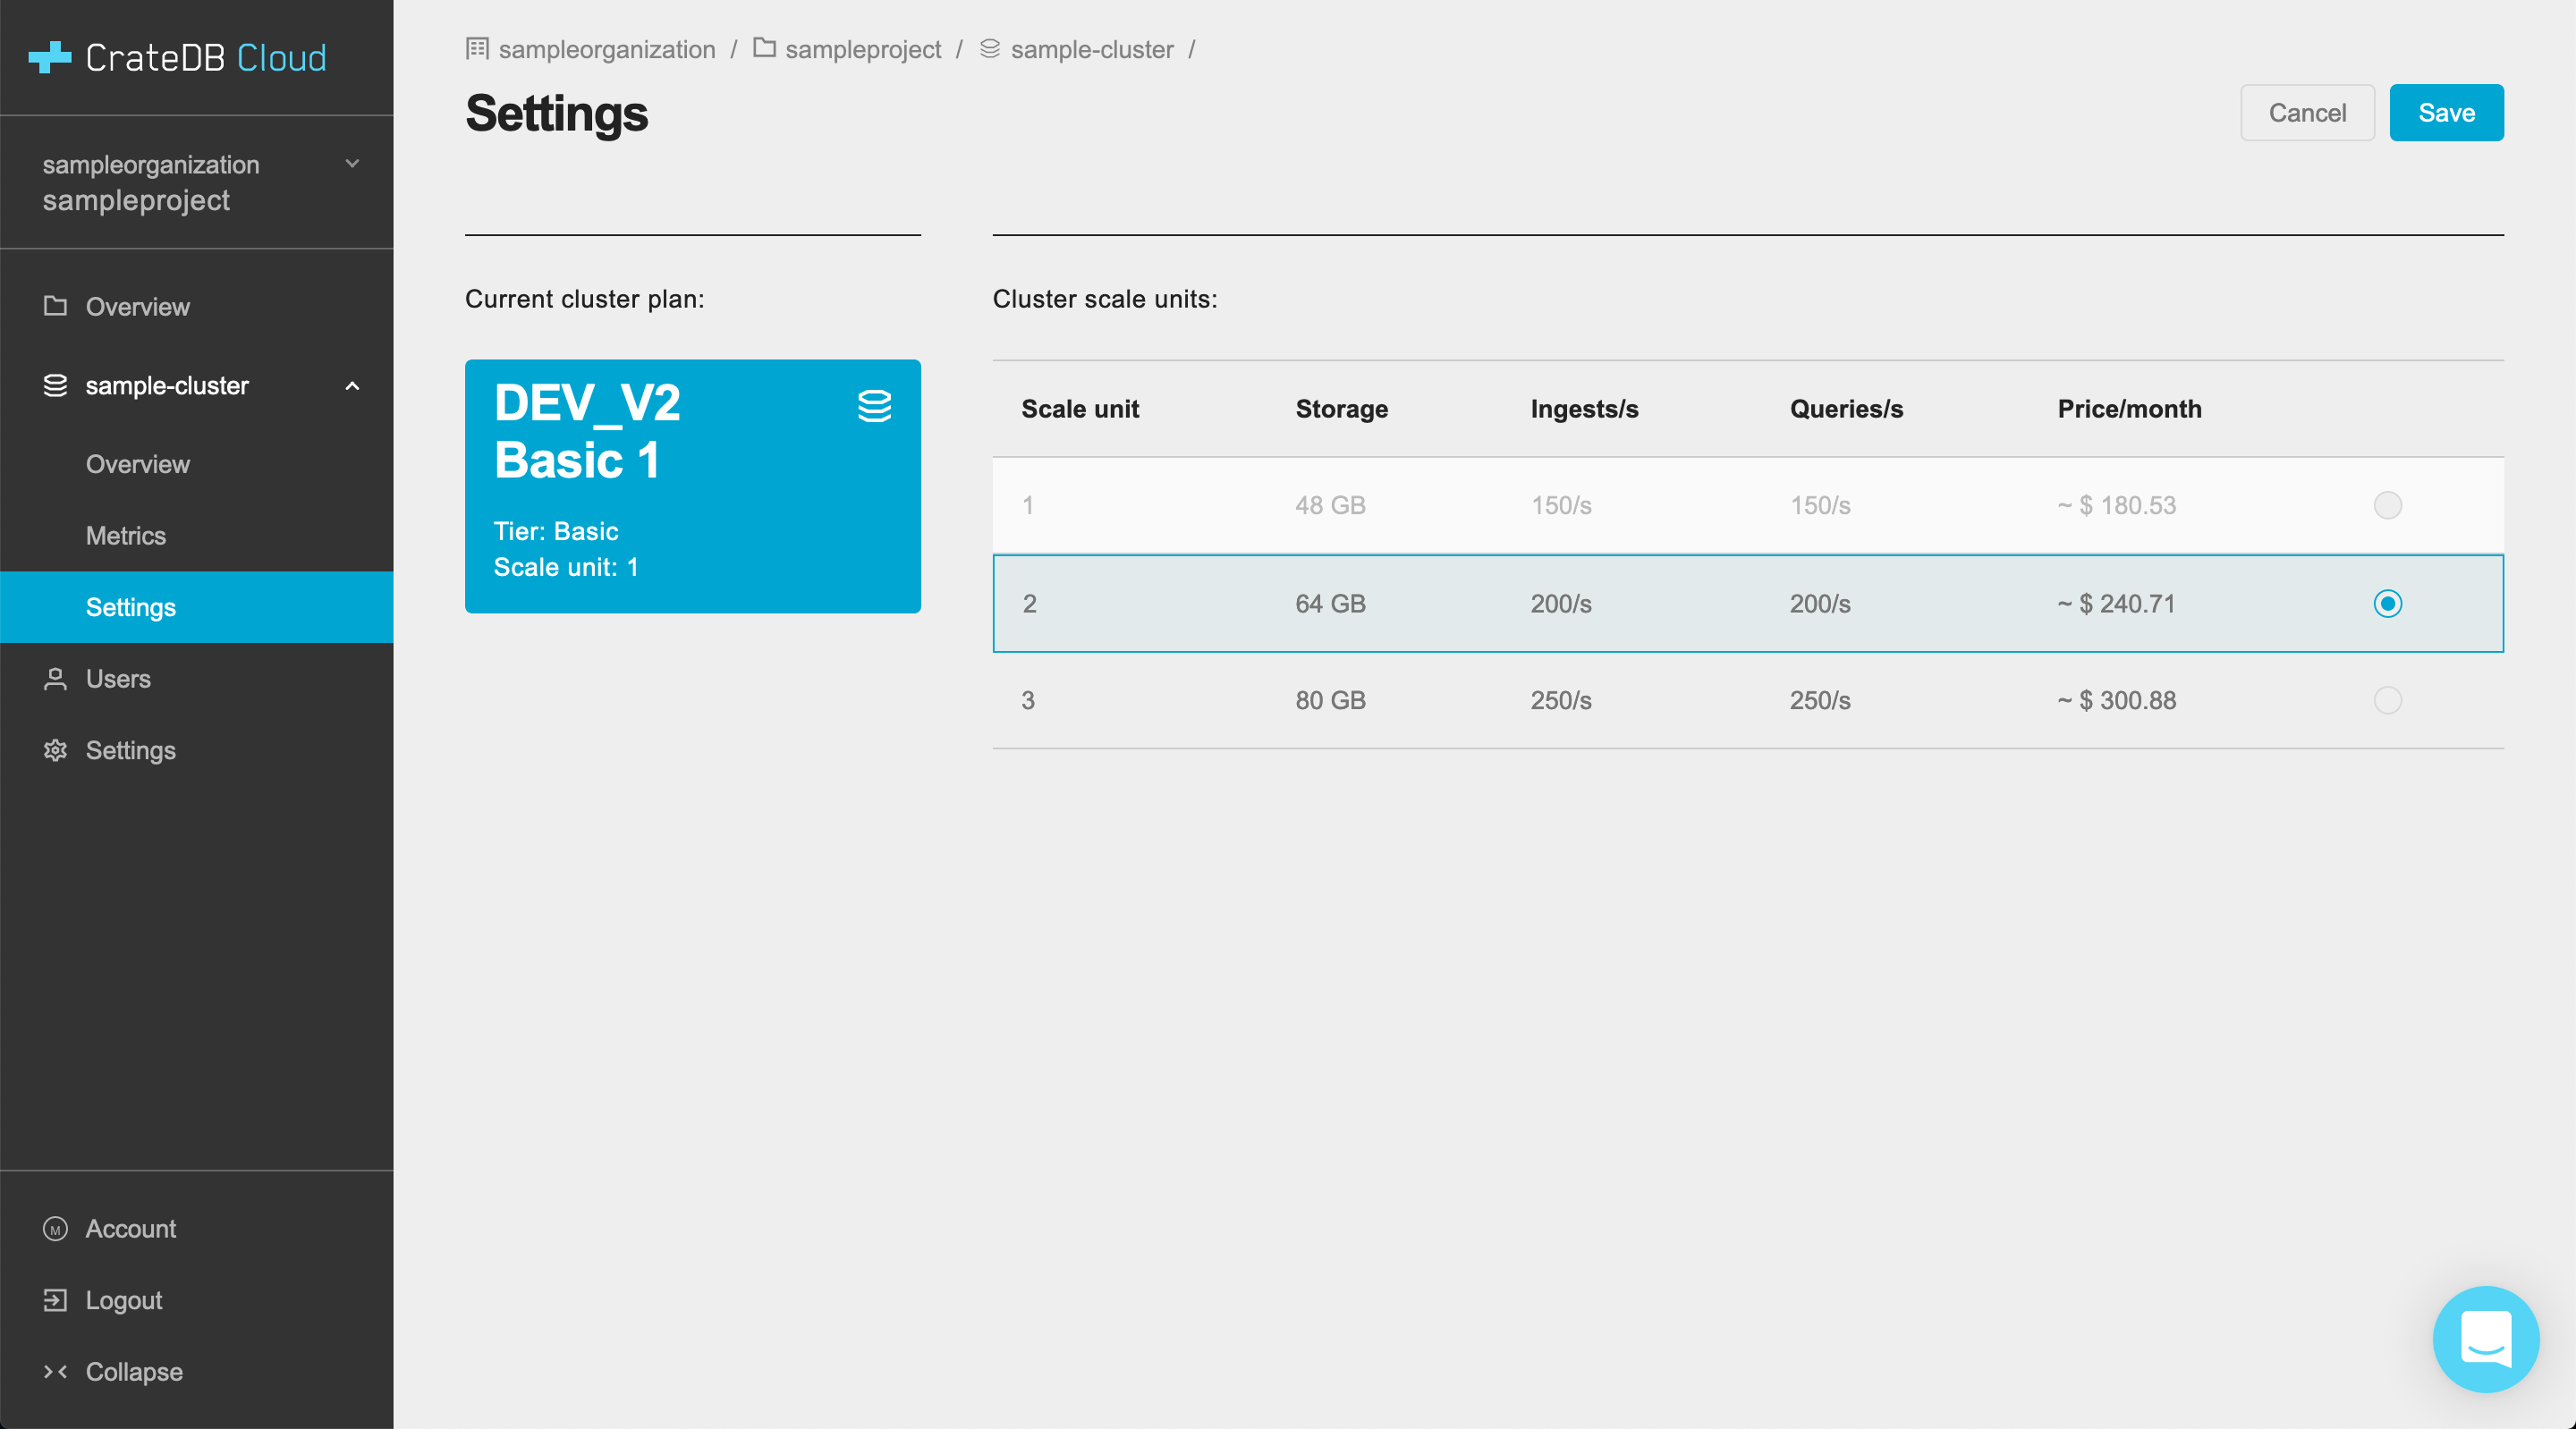 CrateDB Cloud
sampleorganization
sampleproject
Overview
sample-cluster
Overview
Metrics
Settings
Users
Settings
M Account
Logout
Collapse
sampleorganization / sampleproject / sample-cluster /
Settings
Cancel Save
Current cluster plan:
DEV_V2
Basic 1
Tier: Basic
Scale unit: 1
Cluster scale units:
Scale unit Storage Ingests/s Queries/s Price/month
1 48 GB 150/s 150/s ~ $ 180.53
2 64 GB 200/s 200/s ~ $ 240.71
3 80 GB 250/s 250/s ~ $ 300.88